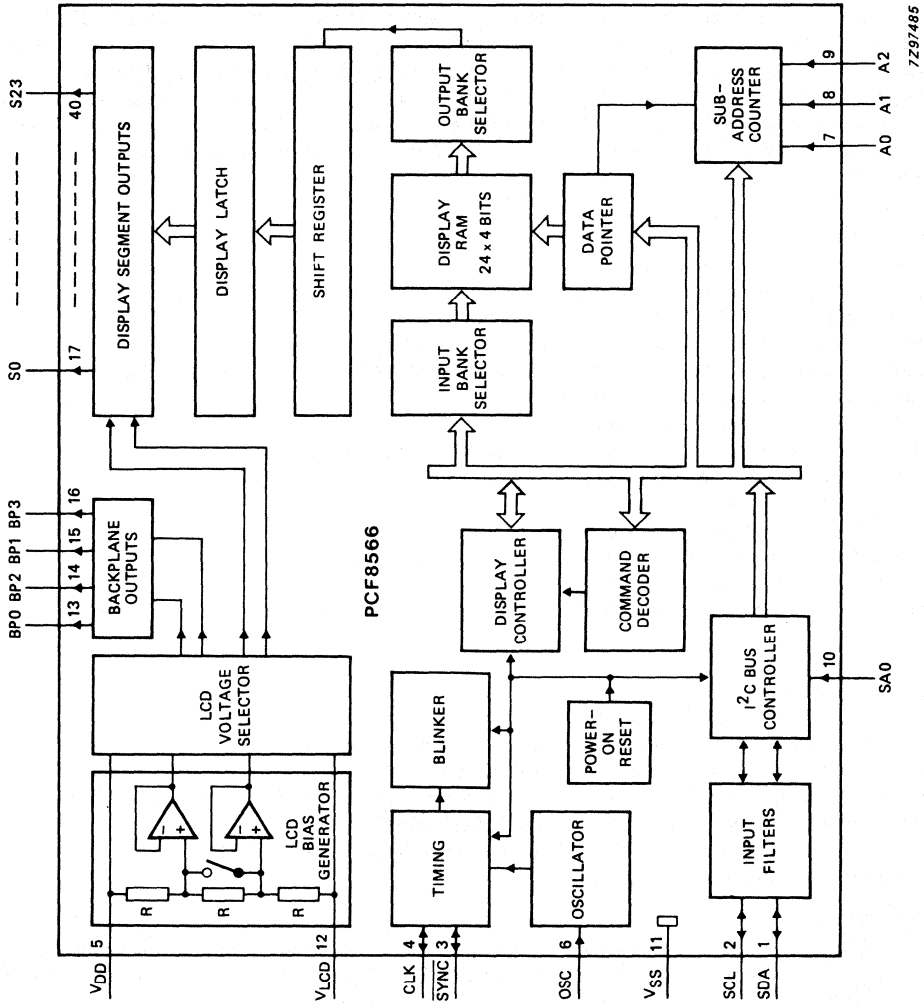 BP0 BP2 BP1 BP3 S0 S23
13 14 15 16 17 40
BACKPLANE
OUTPUTS
DISPLAY SEGMENT OUTPUTS
DISPLAY LATCH
SHIFT REGISTER
LCD
VOLTAGE
SELECTOR
LCD
BIAS
GENERATOR
R
R
R
VDD 5
VLCD 12
PCF8566
CLK 4
SYNC 3
TIMING
BLINKER
DISPLAY
CONTROLLER
INPUT
BANK
SELECTOR
DISPLAY
RAM
24 x 4 BITS
OUTPUT
BANK
SELECTOR
OSC 6
OSCILLATOR
POWER-
ON
RESET
COMMAND
DECODER
DATA
POINTER
VSS 11
SCL 2
SDA 1
INPUT
FILTERS
I2C BUS
CONTROLLER
SUB-
ADDRESS
COUNTER
10 7 8 9
SA0 A0 A1 A2
7Z97485